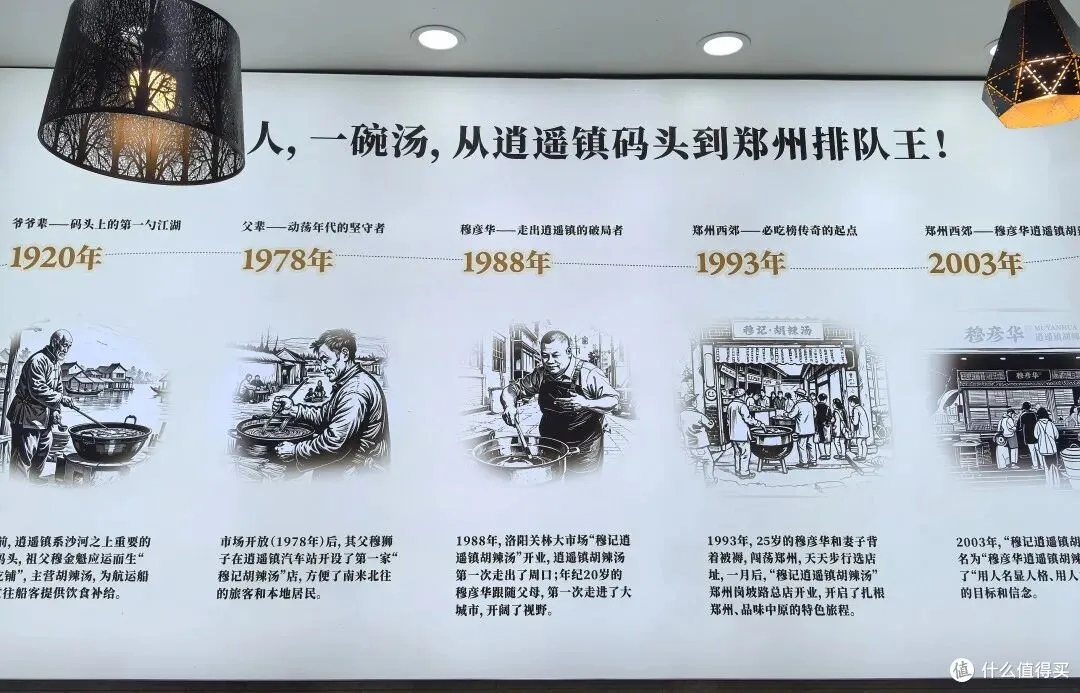 人，一碗汤，从逍遥镇码头到郑州排队王！
爷爷辈——码头上的第一勺江湖
1920年
前，逍遥镇系沙河之上重要的
码头，祖父穆金魁应运而生“
铺”，主营胡辣汤，为航运船
往船客提供饮食补给。
父辈——动荡年代的坚守者
1978年
市场开放（1978年）后，其父穆狮
子在逍遥镇汽车站开设了第一家“
穆记胡辣汤”店，方便了南来北往
的旅客和本地居民。
穆彦华——走出逍遥镇的破局者
1988年
1988年，洛阳关林大市场“穆记逍
遥镇胡辣汤”开业，逍遥镇胡辣汤
第一次走出了周口；年纪20岁的
穆彦华跟随父母，第一次走进了大
城市，开阔了视野。
郑州西郊——必吃榜传奇的起点
1993年
穆记·胡辣汤
1993年，25岁的穆彦华和妻子背
着被褥，闯荡郑州，天天步行选店
址，一月后，“穆记逍遥镇胡辣汤”
郑州岗坡路总店开业，开启了扎根
郑州、品味中原的特色旅程。
郑州西郊——穆彦华逍遥镇胡辣
2003年
穆彦华
MUYANHUA
逍遥镇胡辣
穆彦华
2003年，“穆记逍遥镇胡辣
名为“穆彦华逍遥镇胡辣
了“用人名显人格、用人
的目标和信念。
值 什么值得买